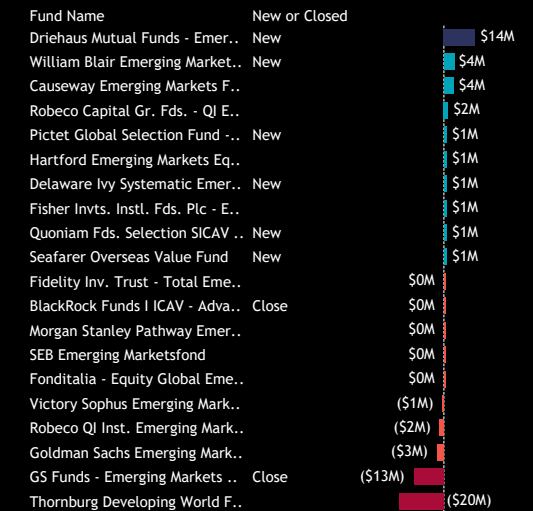 Fund Name New or Closed
Driehaus Mutual Funds - Emer.. New $14M
William Blair Emerging Market.. New $4M
Causeway Emerging Markets F.. $4M
Robeco Capital Gr. Fds. - QI E.. $2M
Pictet Global Selection Fund -.. New $1M
Hartford Emerging Markets Eq.. $1M
Delaware Ivy Systematic Emer.. New $1M
Fisher Invts. Instl. Fds. Plc - E.. $1M
Quoniam Fds. Selection SICAV .. New $1M
Seafarer Overseas Value Fund New $1M
Fidelity Inv. Trust - Total Eme.. $0M
BlackRock Funds I ICAV - Adva.. Close $0M
Morgan Stanley Pathway Emer.. $0M
SEB Emerging Marketsfond $0M
Fonditalia - Equity Global Eme.. $0M
Victory Sophus Emerging Mark.. ($1M)
Robeco QI Inst. Emerging Mark.. ($2M)
Goldman Sachs Emerging Mark.. ($3M)
GS Funds - Emerging Markets .. Close ($13M)
Thornburg Developing World F.. ($20M)